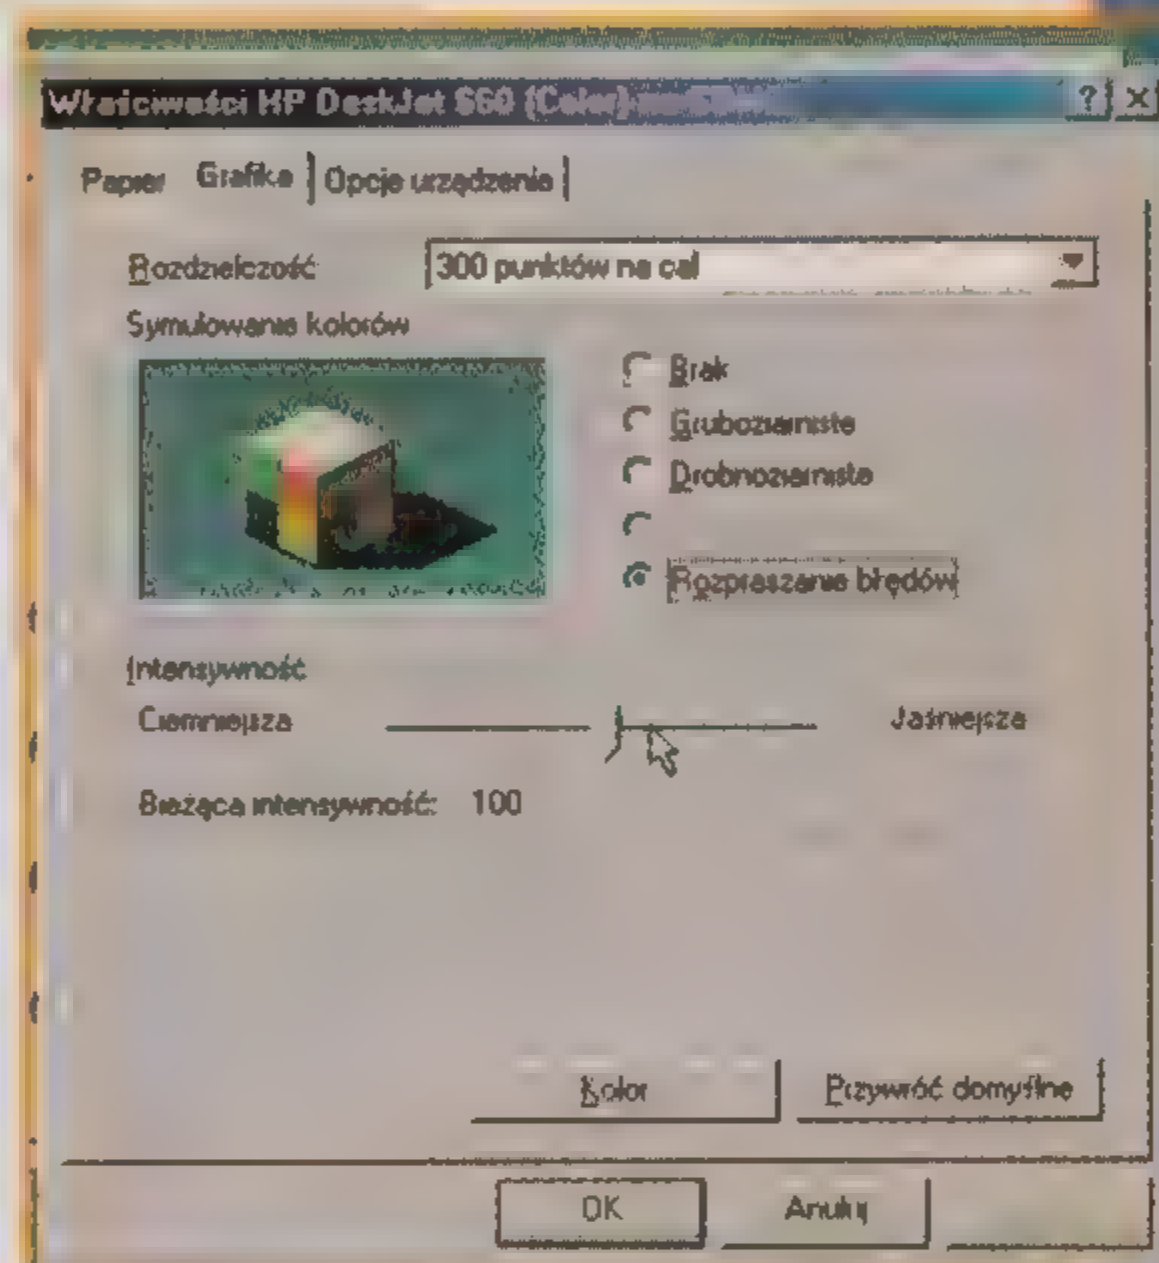 Właściwości HP DeskJet 660 (Color)
? ×
Papier Grafika Opcje urządzenia
Rozdzielczość 300 punktów na cal
Symulowanie kolorów
Brak
Gruboziarniste
Drobnoziarniste
Rozpraszanie błędów
Intensywność
Ciemniejsza Jaśniejsza
Bieżąca intensywność: 100
Kolor Przywróć domyślne
OK Anuluj